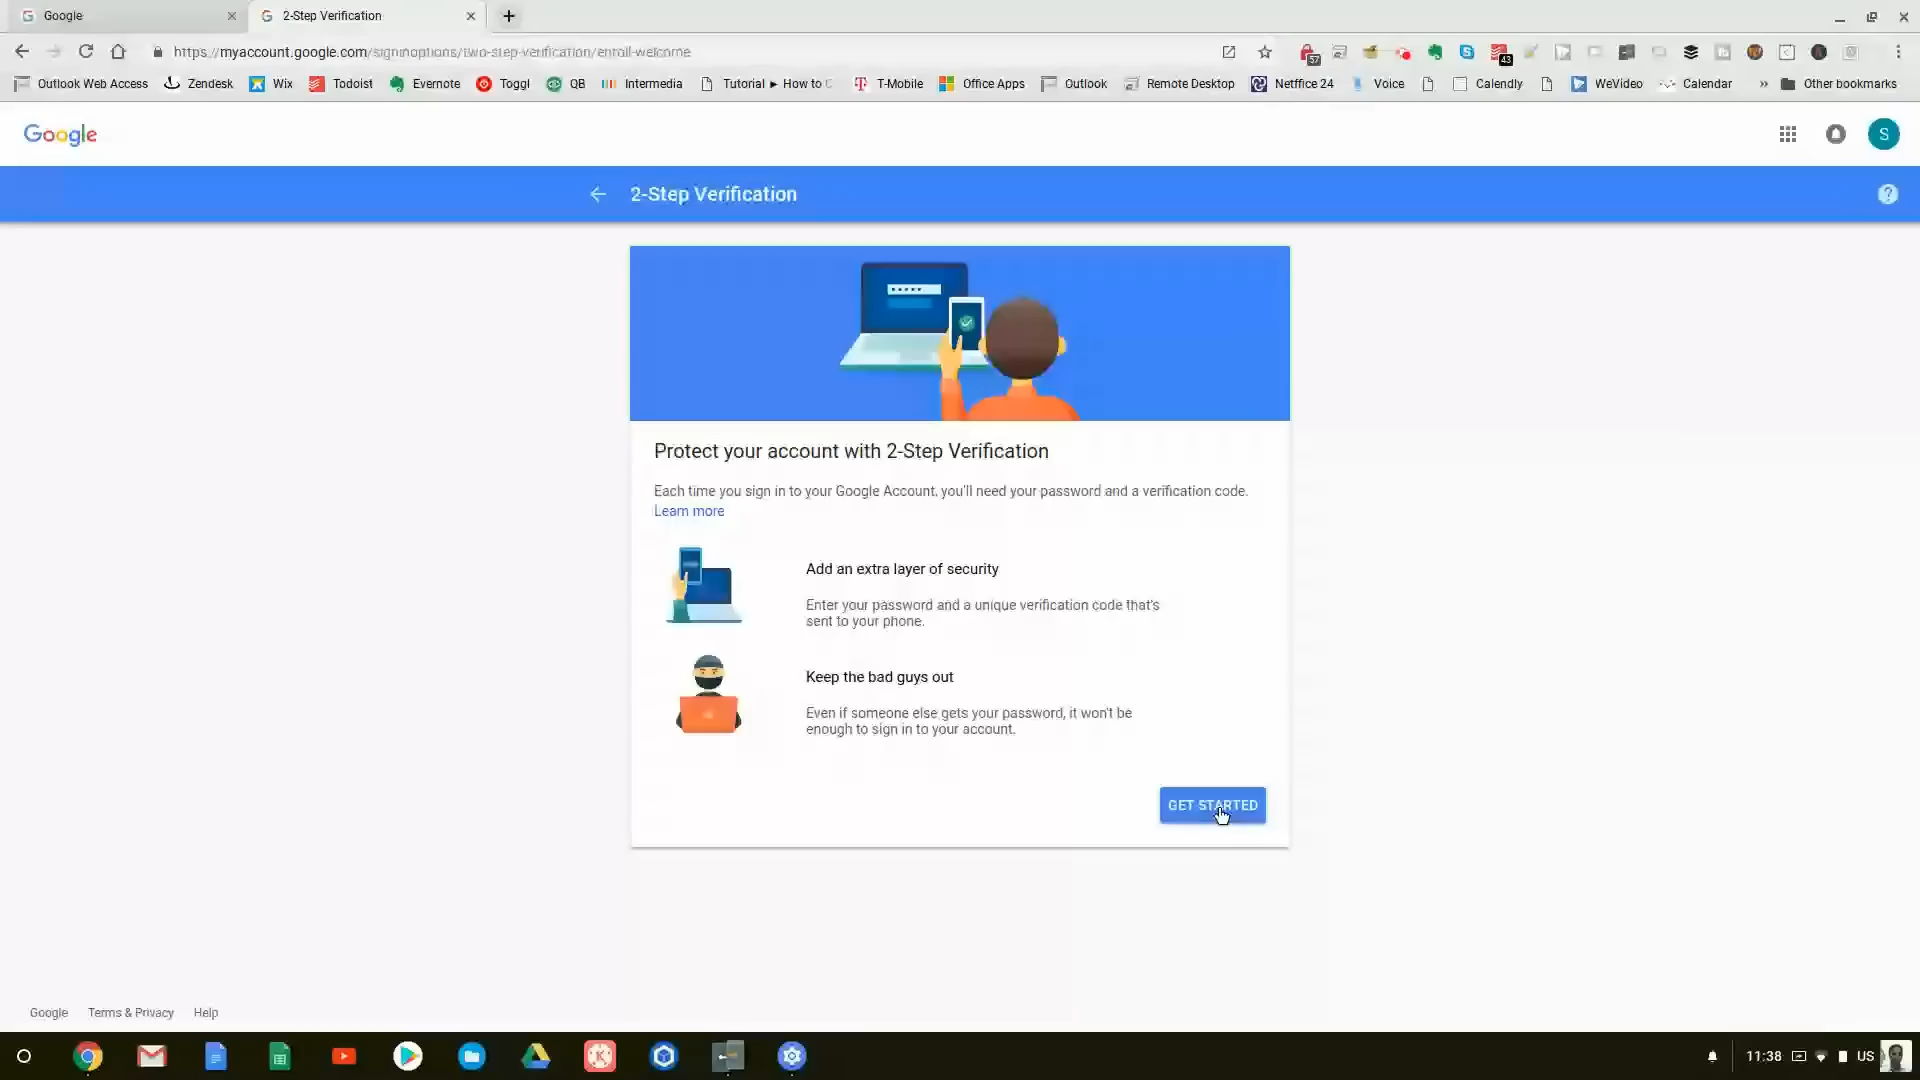 Google
2-Step Verification
https://myaccount.google.com/signinoptions/two-step-verification/enroll-welcome
57
43
Outlook Web Access
Zendesk
Wix
Todoist
Evernote
Toggl
QB
Intermedia
Tutorial ► How to C
T-Mobile
Office Apps
Outlook
Remote Desktop
Netffice 24
Voice
Calendly
WeVideo
Calendar
»
Other bookmarks
Google
S
2-Step Verification
?
Protect your account with 2-Step Verification
Each time you sign in to your Google Account, you'll need your password and a verification code.
Learn more
Add an extra layer of security
Enter your password and a unique verification code that's
sent to your phone.
Keep the bad guys out
Even if someone else gets your password, it won't be
enough to sign in to your account.
GET STARTED
Google
Terms & Privacy
Help
11:38
US